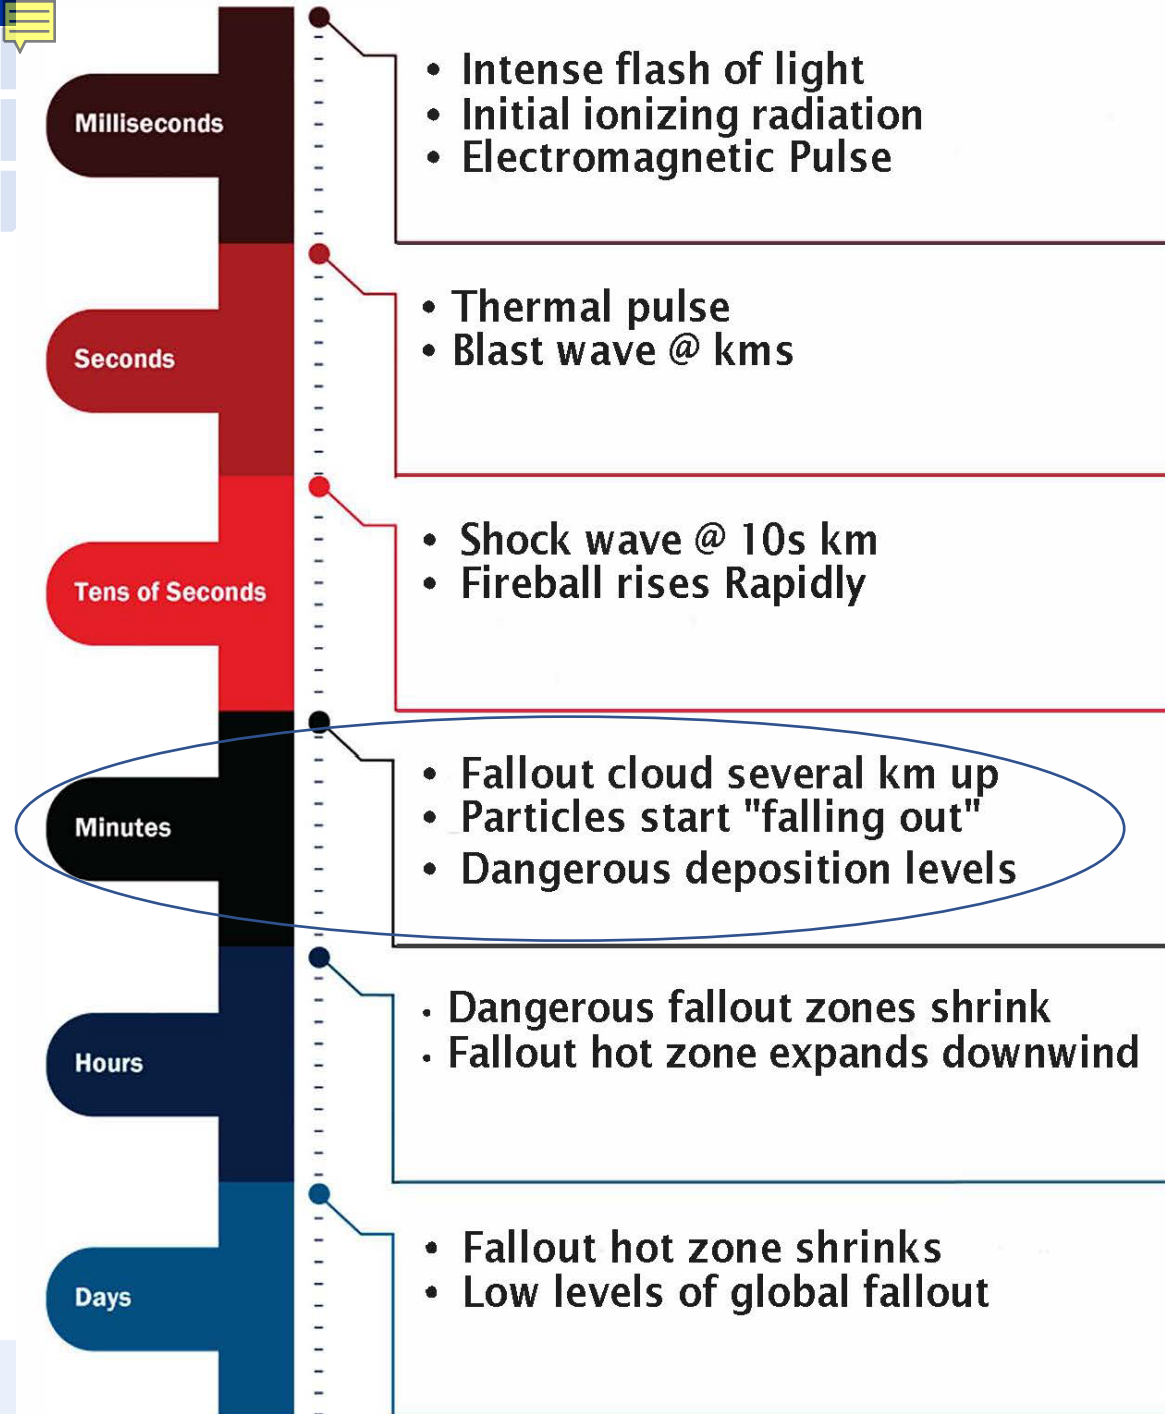 Milliseconds
• Intense flash of light
• Initial ionizing radiation
• Electromagnetic Pulse
Seconds
• Thermal pulse
• Blast wave @ kms
Tens of Seconds
• Shock wave @ 10s km
• Fireball rises Rapidly
Minutes
• Fallout cloud several km up
• Particles start "falling out"
• Dangerous deposition levels
Hours
• Dangerous fallout zones shrink
• Fallout hot zone expands downwind
Days
• Fallout hot zone shrinks
• Low levels of global fallout